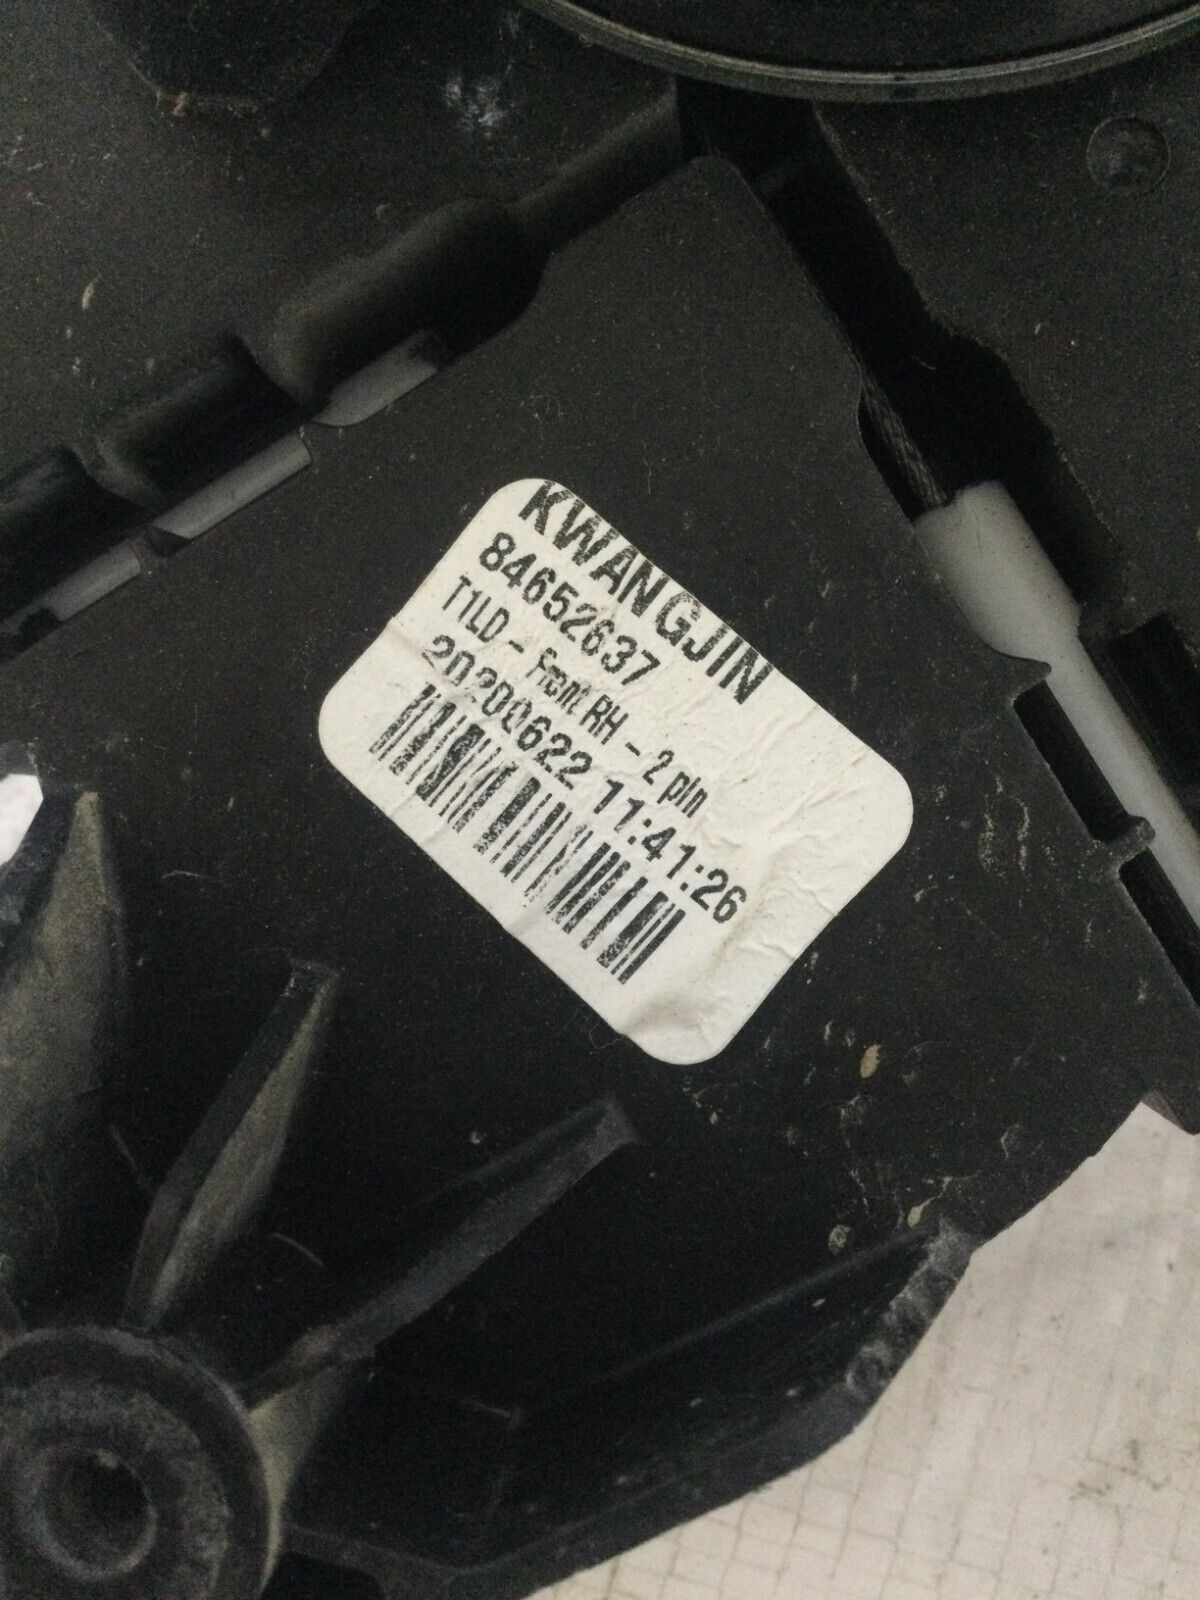 KWANGJIN
84652637
T1LD - Front RH - 2 pin
20200622 11:41:26